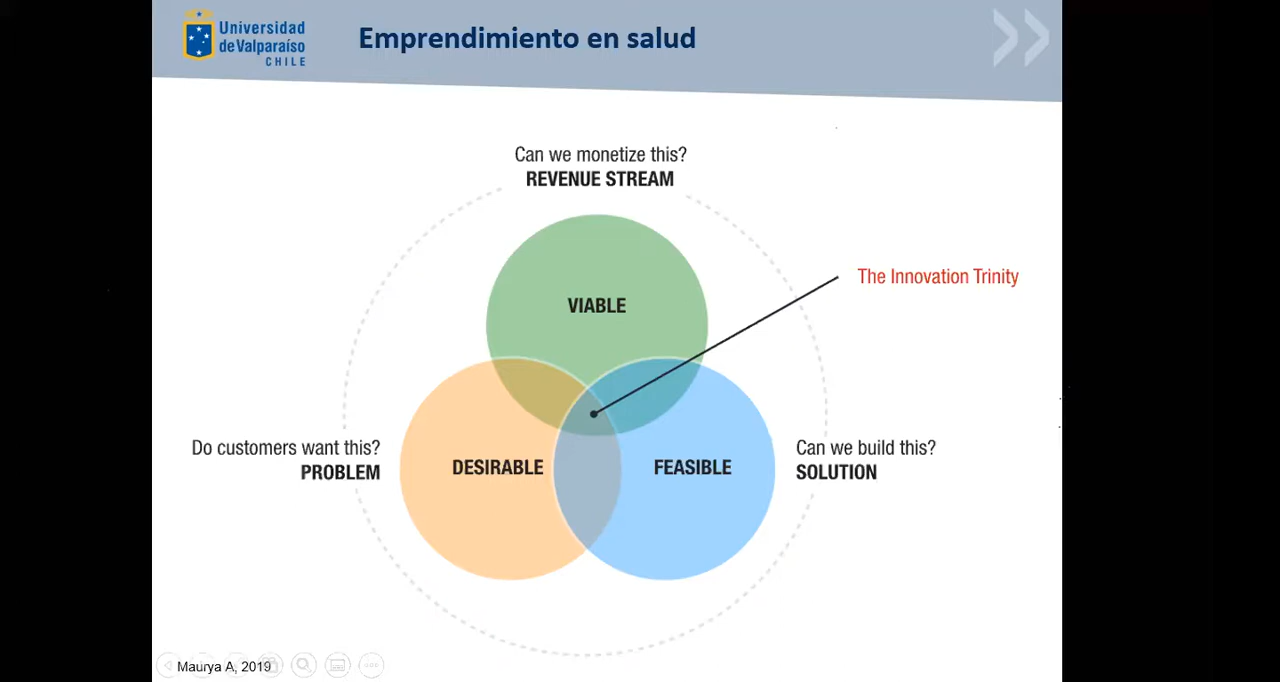 Universidad
de Valparaíso
CHILE
Emprendimiento en salud
Can we monetize this?
REVENUE STREAM
The Innovation Trinity
VIABLE
Do customers want this?
PROBLEM
DESIRABLE
FEASIBLE
Can we build this?
SOLUTION
Maurya A, 2019